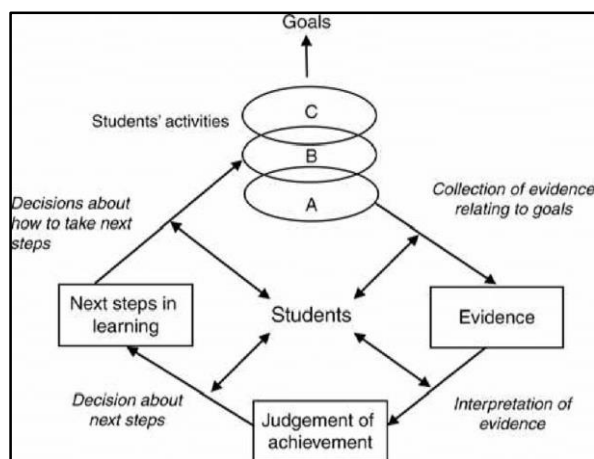 Goals
C
Students' activities
B
A
Decisions about
how to take next
steps
Collection of evidence
relating to goals
Next steps in
learning
Students
Evidence
Decision about
next steps
Judgement of
achievement
Interpretation of
evidence